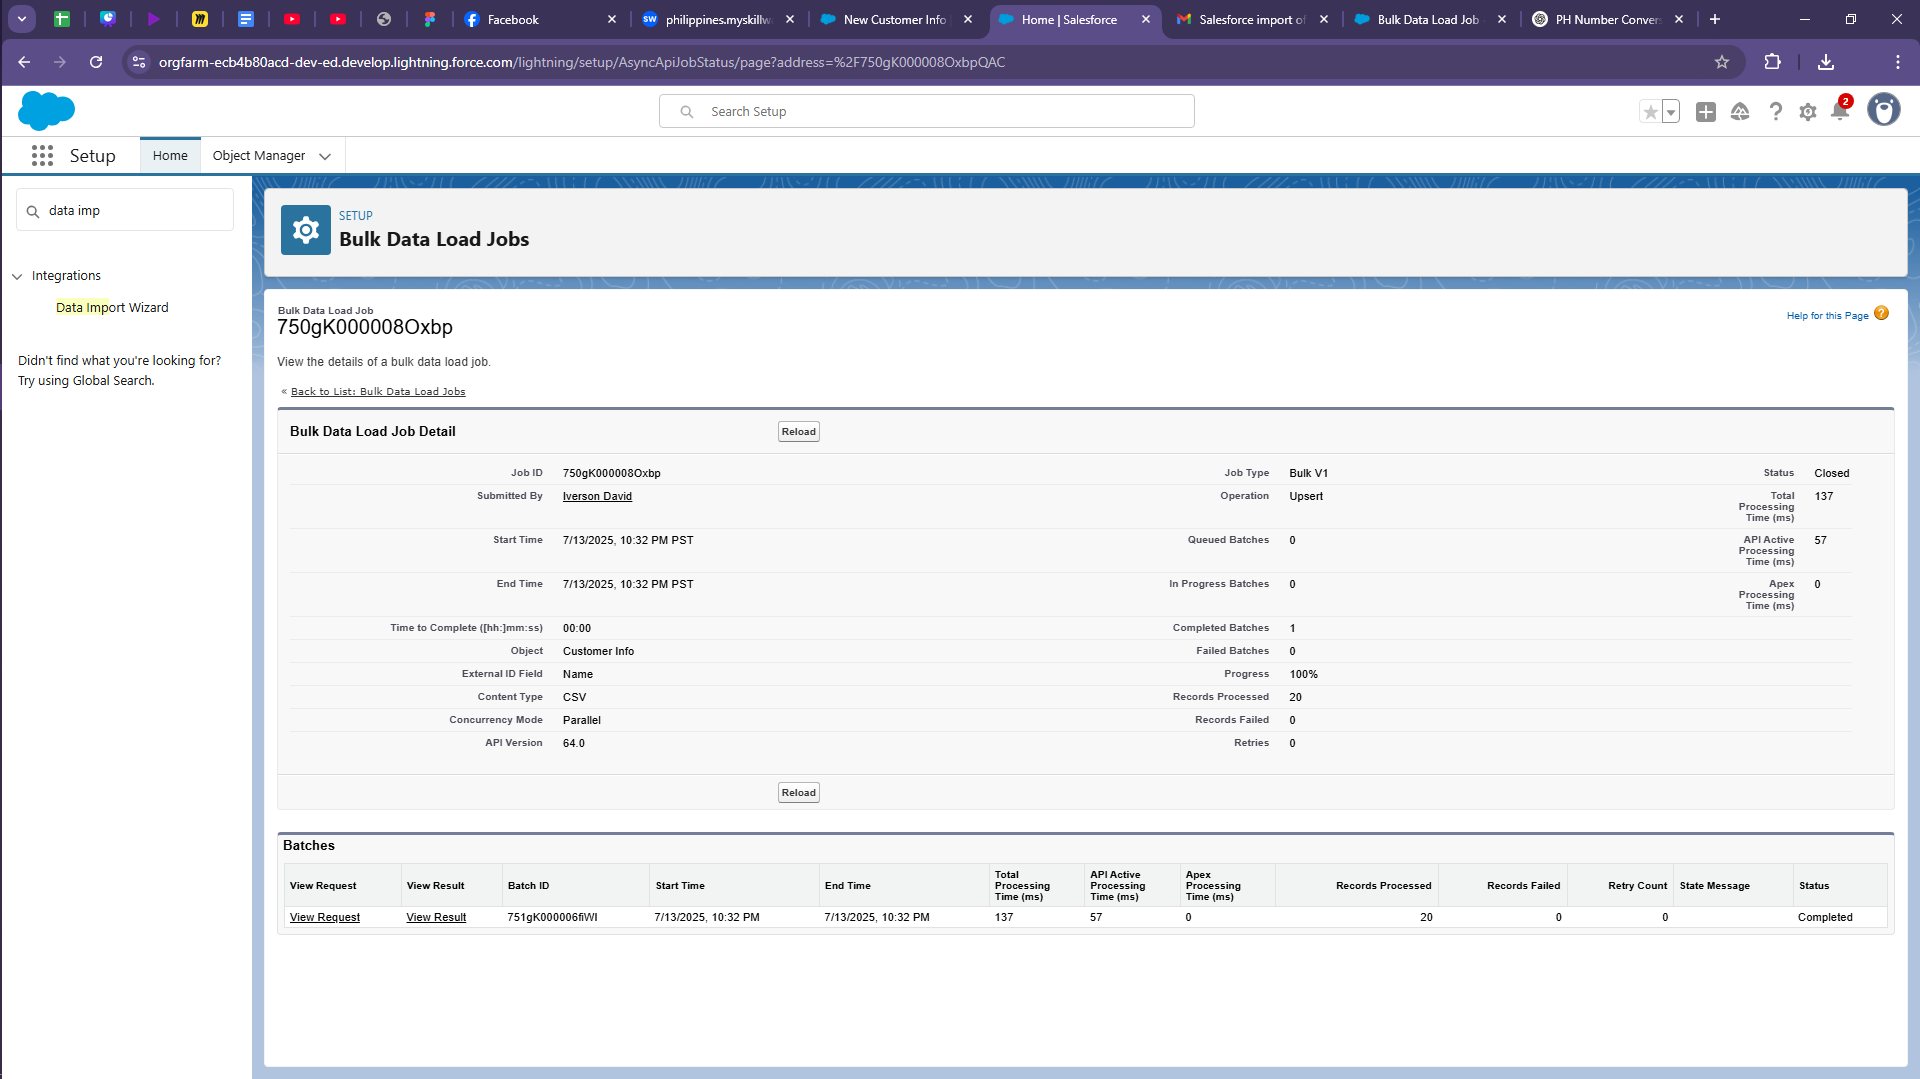 Facebook
philippines.myskillwa
New Customer Info
Home | Salesforce
Salesforce import of
Bulk Data Load Job
PH Number Conver
orgfarm-ecb4b80acd-dev-ed.develop.lightning.force.com/lightning/setup/AsyncApiJobStatus/page?address=%2F750gK000008OxbpQAC
Search Setup
2
Setup
Home
Object Manager
data imp
Integrations
Data Import Wizard
Didn't find what you're looking for?
Try using Global Search.
SETUP
Bulk Data Load Jobs
Bulk Data Load Job
750gK000008Oxbp
Help for this Page
View the details of a bulk data load job.
« Back to List: Bulk Data Load Jobs
Bulk Data Load Job Detail
Reload
Job ID 750gK000008Oxbp Job Type Bulk V1 Status Closed
Submitted By Iverson David Operation Upsert Total Processing Time (ms) 137
Start Time 7/13/2025, 10:32 PM PST Queued Batches 0 API Active Processing Time (ms) 57
End Time 7/13/2025, 10:32 PM PST In Progress Batches 0 Apex Processing Time (ms) 0
Time to Complete ([hh:]mm:ss) 00:00 Completed Batches 1
Object Customer Info Failed Batches 0
External ID Field Name Progress 100%
Content Type CSV Records Processed 20
Concurrency Mode Parallel Records Failed 0
API Version 64.0 Retries 0
Reload
Batches
View Request View Result Batch ID Start Time End Time Total Processing Time (ms) API Active Processing Time (ms) Apex Processing Time (ms) Records Processed Records Failed Retry Count State Message Status
View Request View Result 751gK000006fiWI 7/13/2025, 10:32 PM 7/13/2025, 10:32 PM 137 57 0 20 0 0 Completed